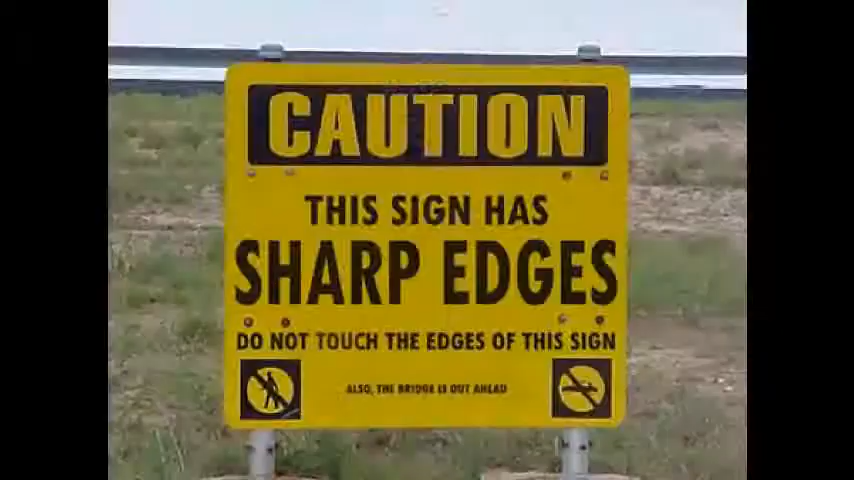 CAUTION
THIS SIGN HAS
SHARP EDGES
DO NOT TOUCH THE EDGES OF THIS SIGN
ALSO, THE BRIDGE IS OUT AHEAD